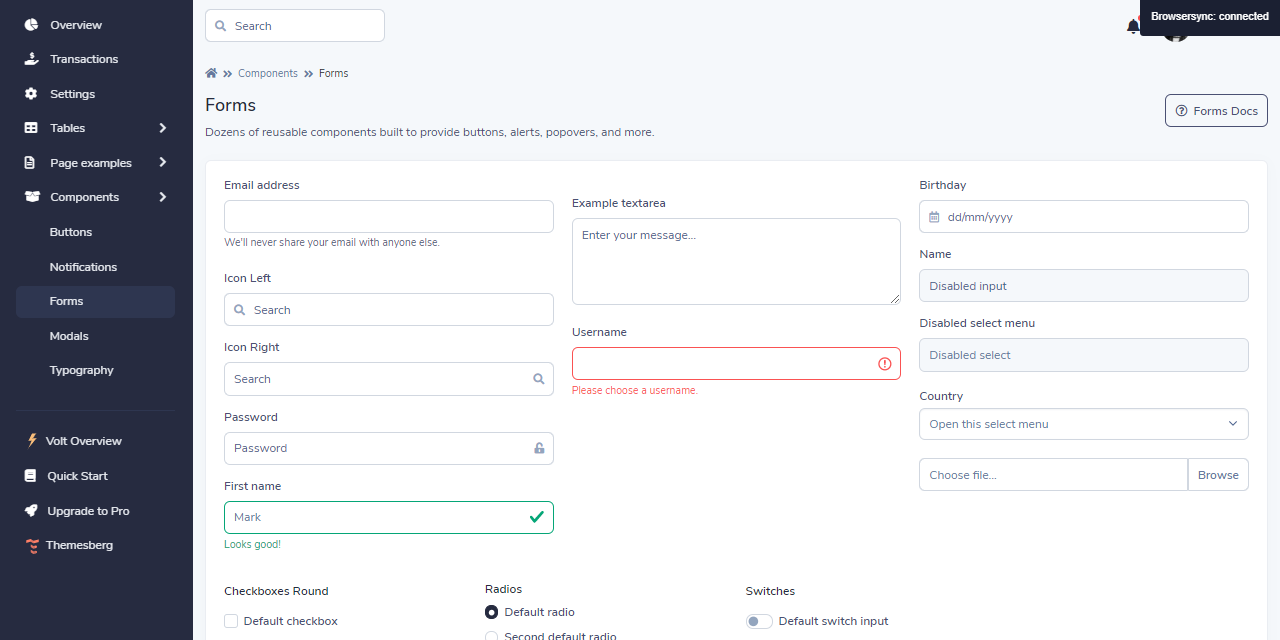 Overview
Transactions
Settings
Tables
Page examples
Components
Buttons
Notifications
Forms
Modals
Typography
Volt Overview
Quick Start
Upgrade to Pro
Themesberg
Search
Browsersync: connected
Components
Forms
Forms
Dozens of reusable components built to provide buttons, alerts, popovers, and more.
Forms Docs
Email address
We'll never share your email with anyone else.
Icon Left
Search
Icon Right
Search
Password
Password
First name
Mark
Looks good!
Example textarea
Enter your message...
Username
Please choose a username.
Birthday
dd/mm/yyyy
Name
Disabled input
Disabled select menu
Disabled select
Country
Open this select menu
Choose file...
Browse
Checkboxes Round
Default checkbox
Radios
Default radio
Second default radio
Switches
Default switch input